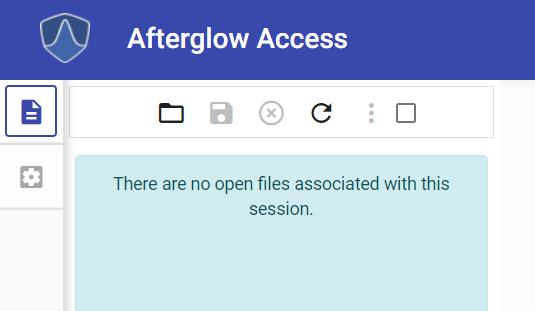 Afterglow Access
There are no open files associated with this
session.